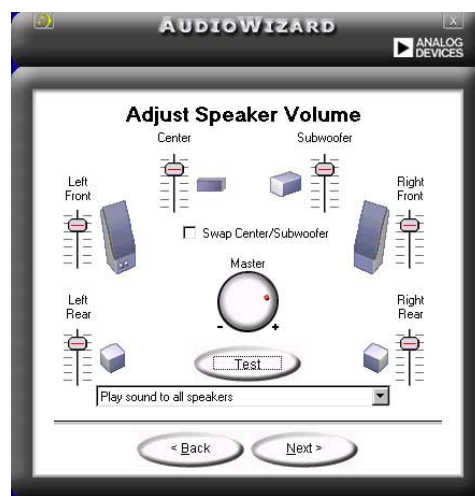 AUDIOWIZARD
X
ANALOG
DEVICES
Adjust Speaker Volume
Center
Subwoofer
Left
Front
Right
Front
Swap Center/Subwoofer
Master
Left
Rear
Right
Rear
- +
Test
Play sound to all speakers
< Back
Next >